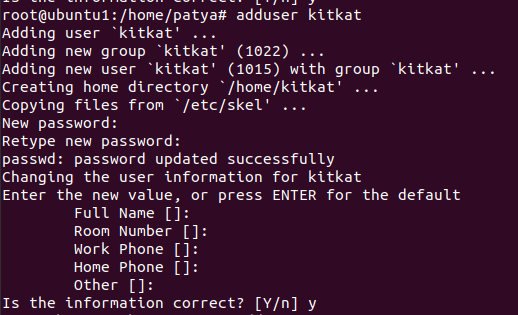 Is the information correct? [Y/n] y
root@ubuntu1:/home/patya# adduser kitkat
Adding user `kitkat' ...
Adding new group `kitkat' (1022) ...
Adding new user `kitkat' (1015) with group `kitkat' ...
Creating home directory `/home/kitkat' ...
Copying files from `/etc/skel' ...
New password:
Retype new password:
passwd: password updated successfully
Changing the user information for kitkat
Enter the new value, or press ENTER for the default
Full Name []:
Room Number []:
Work Phone []:
Home Phone []:
Other []:
Is the information correct? [Y/n] y